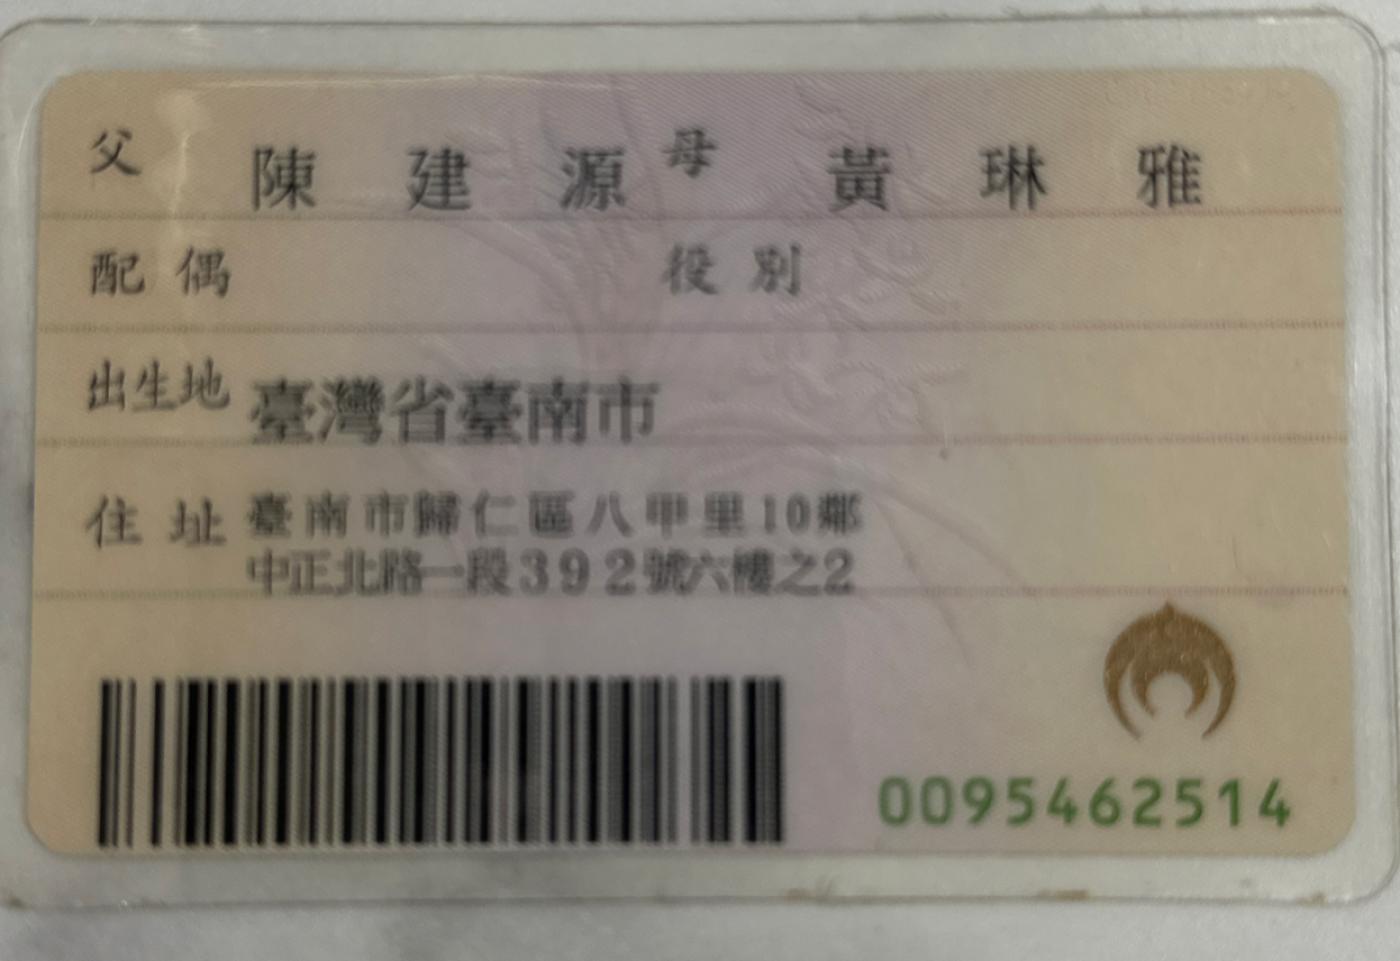 父 陳建源 母 黃琳雅
配偶 役別
出生地 臺灣省臺南市
住址 臺南市歸仁區八甲里10鄰
中正北路一段392號六樓之2
0095462514